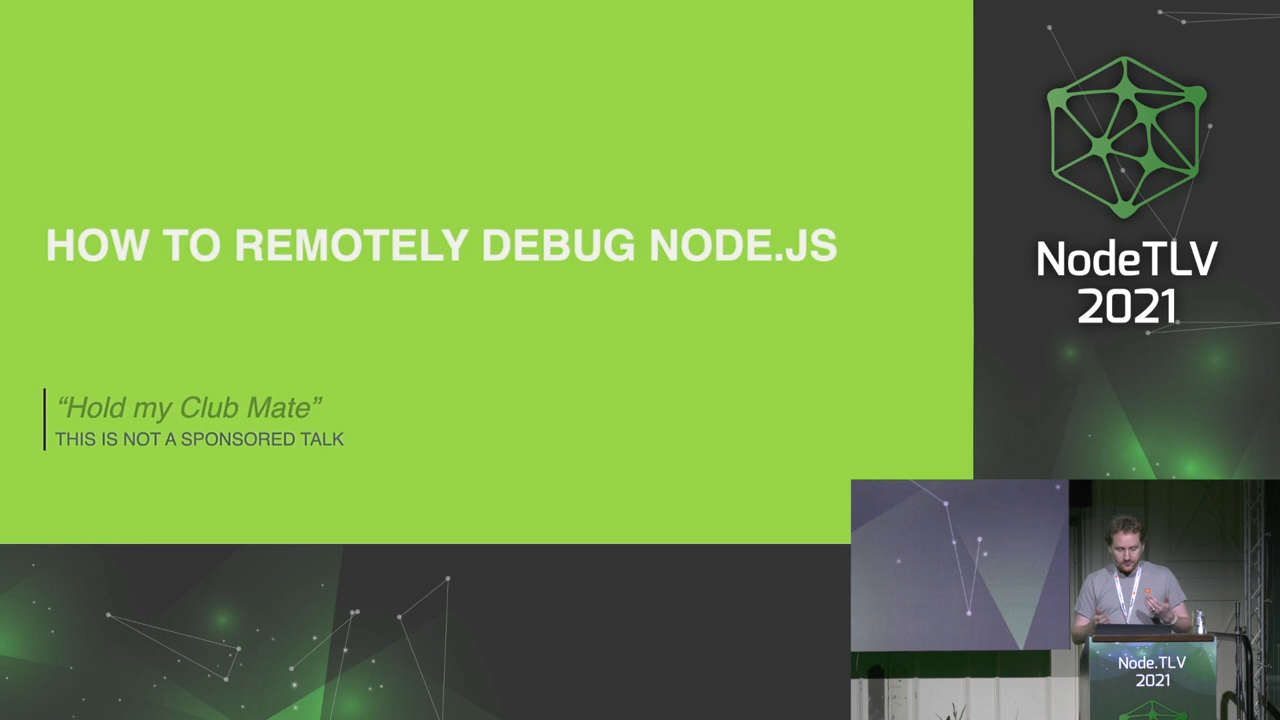 HOW TO REMOTELY DEBUG NODE.JS
“Hold my Club Mate”
THIS IS NOT A SPONSORED TALK
NodeTLV
2021
Node.TLV
2021